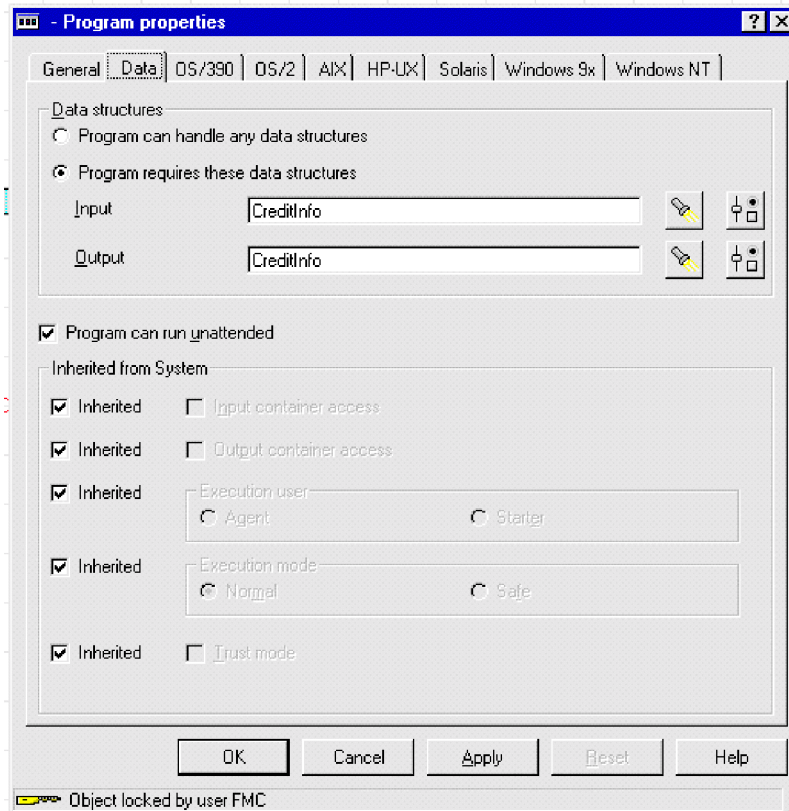 - Program properties
General Data OS/390 OS/2 AIX HP-UX Solaris Windows 9x Windows NT
Data structures
Program can handle any data structures
Program requires these data structures
Input CreditInfo
Output CreditInfo
Program can run unattended
Inherited from System
Inherited Input container access
Inherited Output container access
Inherited Execution user
Agent Starter
Inherited Execution mode
Normal Safe
Inherited Trust mode
OK Cancel Apply Reset Help
Object locked by user FMC